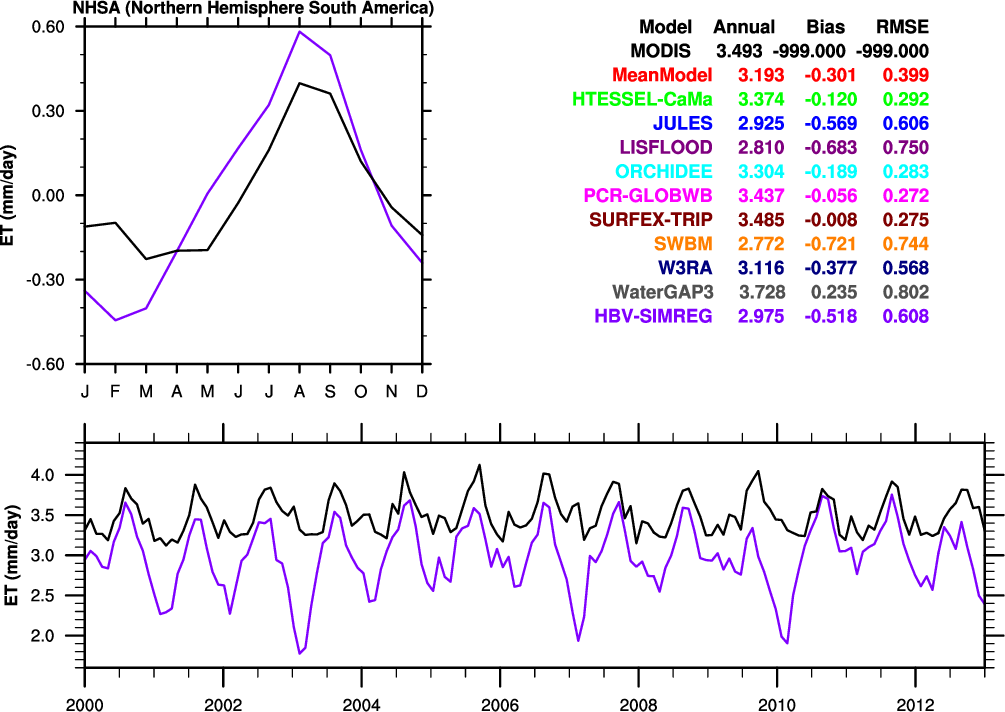 NHSA (Northern Hemisphere South America)
0.60
0.30
0.00
-0.30
-0.60
ET (mm/day)
J F M A M J J A S O N D
Model Annual Bias RMSE
MODIS 3.493 -999.000 -999.000
MeanModel 3.193 -0.301 0.399
HTESSEL-CaMa 3.374 -0.120 0.292
JULES 2.925 -0.569 0.606
LISFLOOD 2.810 -0.683 0.750
ORCHIDEE 3.304 -0.189 0.283
PCR-GLOBWB 3.437 -0.056 0.272
SURFEX-TRIP 3.485 -0.008 0.275
SWBM 2.772 -0.721 0.744
W3RA 3.116 -0.377 0.568
WaterGAP3 3.728 0.235 0.802
HBV-SIMREG 2.975 -0.518 0.608
4.0
3.5
3.0
2.5
2.0
ET (mm/day)
2000 2002 2004 2006 2008 2010 2012